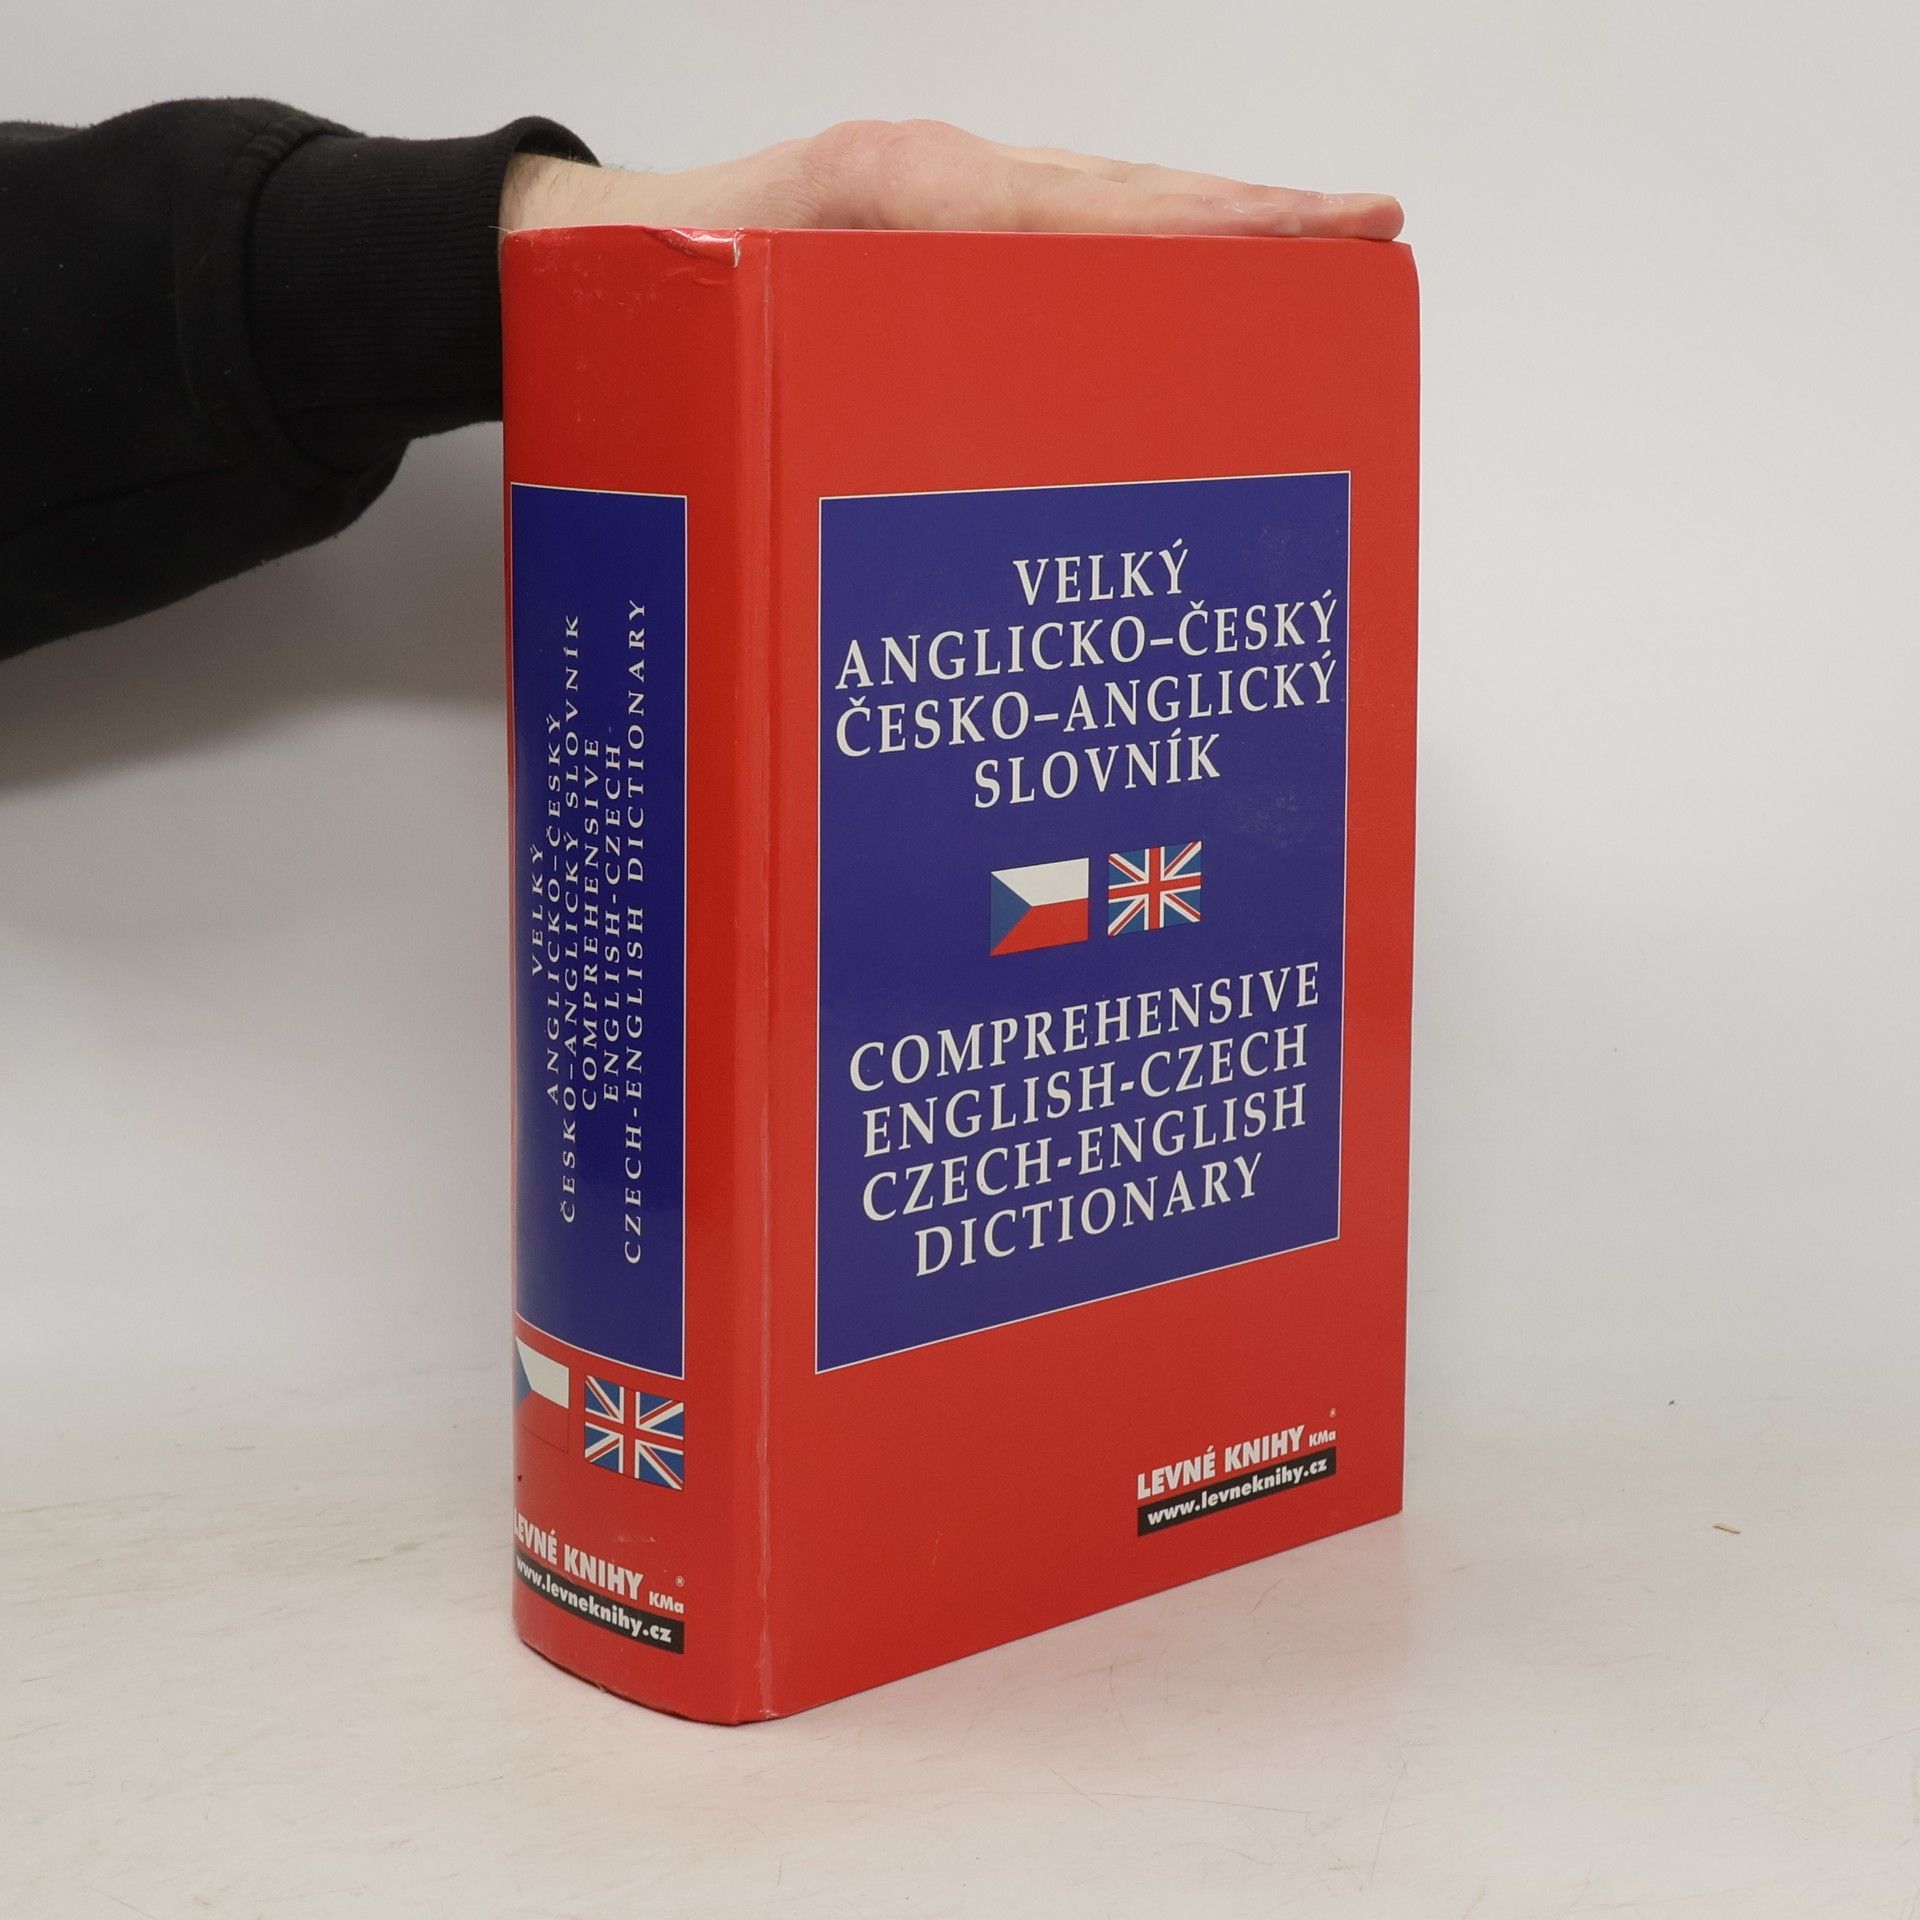 VELKÝ
ANGLICKO–ČESKÝ
ČESKO–ANGLICKÝ SLOVNÍK
COMPREHENSIVE
ENGLISH-CZECH
CZECH-ENGLISH DICTIONARY
LEVNÉ KNIHY KMa ®
www.levneknihy.cz
VELKÝ
ANGLICKO–ČESKÝ
ČESKO–ANGLICKÝ
SLOVNÍK
COMPREHENSIVE
ENGLISH-CZECH
CZECH-ENGLISH
DICTIONARY
LEVNÉ KNIHY KMa ®
www.levneknihy.cz